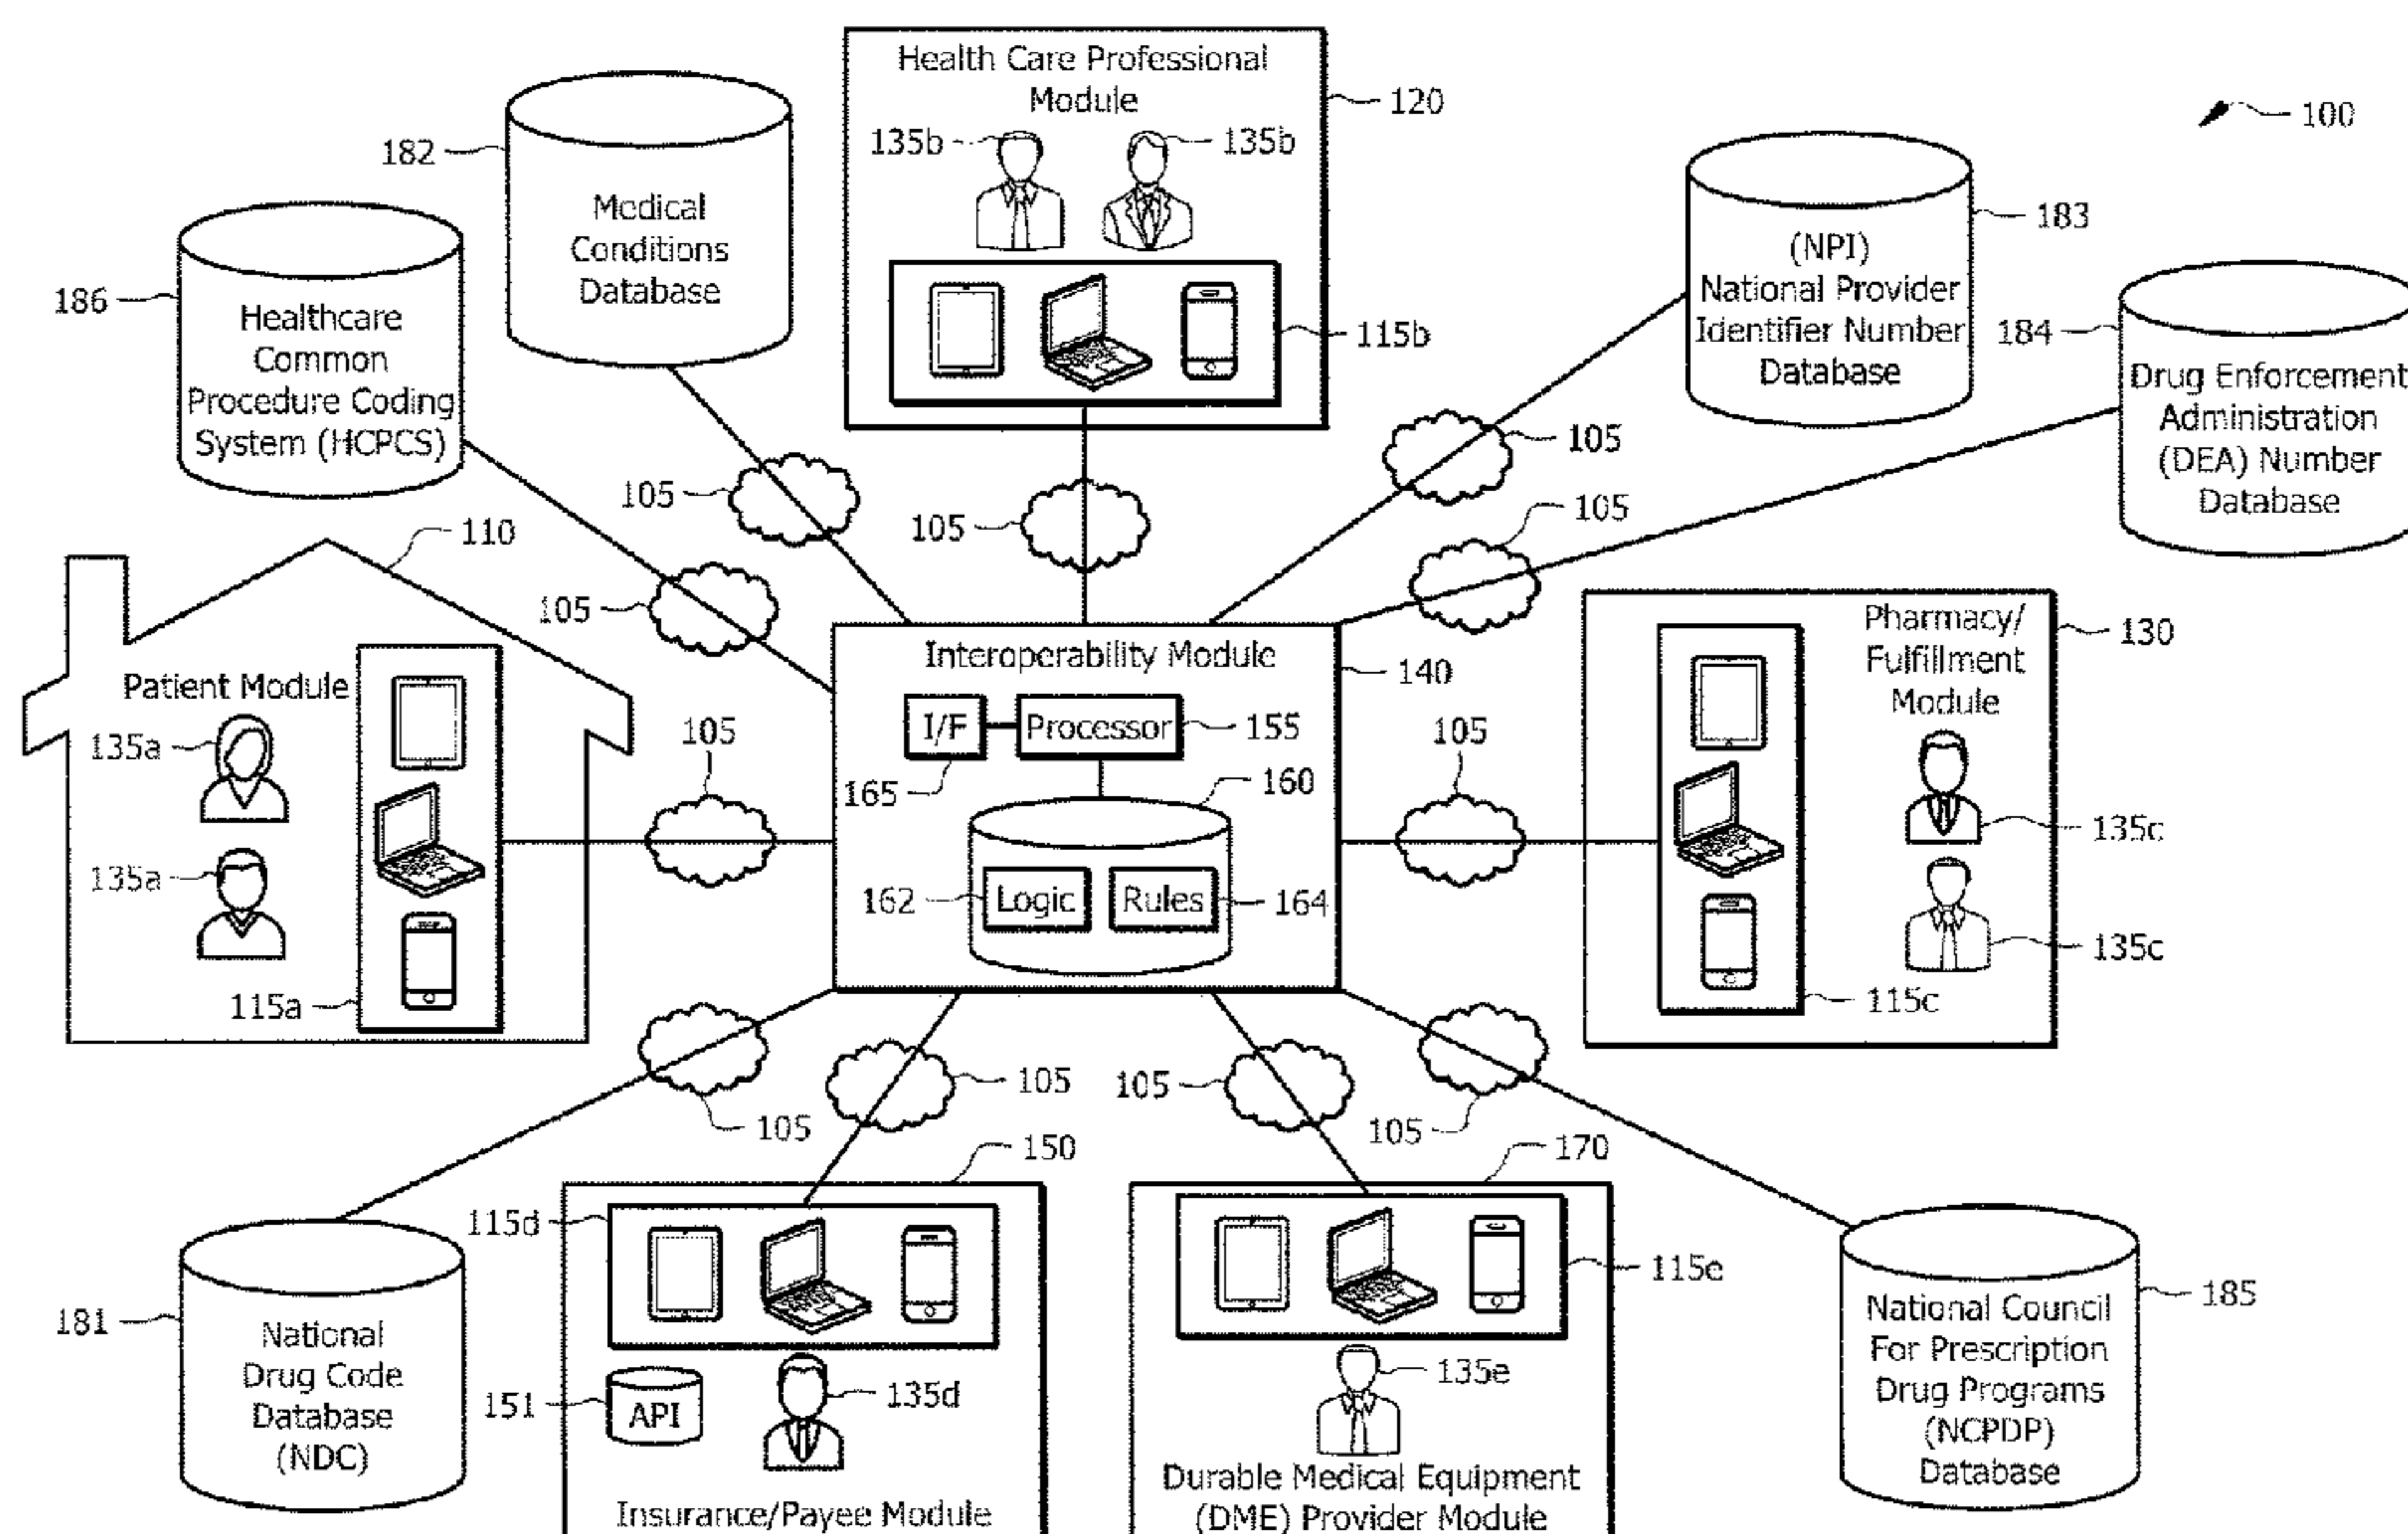 Health Care Professional
Module
120
135b
135b
115b
100
182
Medical
Conditions
Database
186
Healthcare
Common
Procedure Coding
System (HCPCS)
183
(NPI)
National Provider
Identifier Number
Database
184
Drug Enforcement
Administration
(DEA) Number
Database
105
105
105
105
105
110
Patient Module
135a
135a
115a
105
Interoperability Module
140
I/F
Processor
155
165
160
162
Logic
Rules
164
105
Pharmacy/
Fulfillment
Module
130
135c
135c
115c
105
105
105
105
150
170
181
National
Drug Code
Database
(NDC)
115d
151
API
135d
Insurance/Payee Module
115e
135e
Durable Medical Equipment
(DME) Provider Module
185
National Council
For Prescription
Drug Programs
(NCPDP)
Database